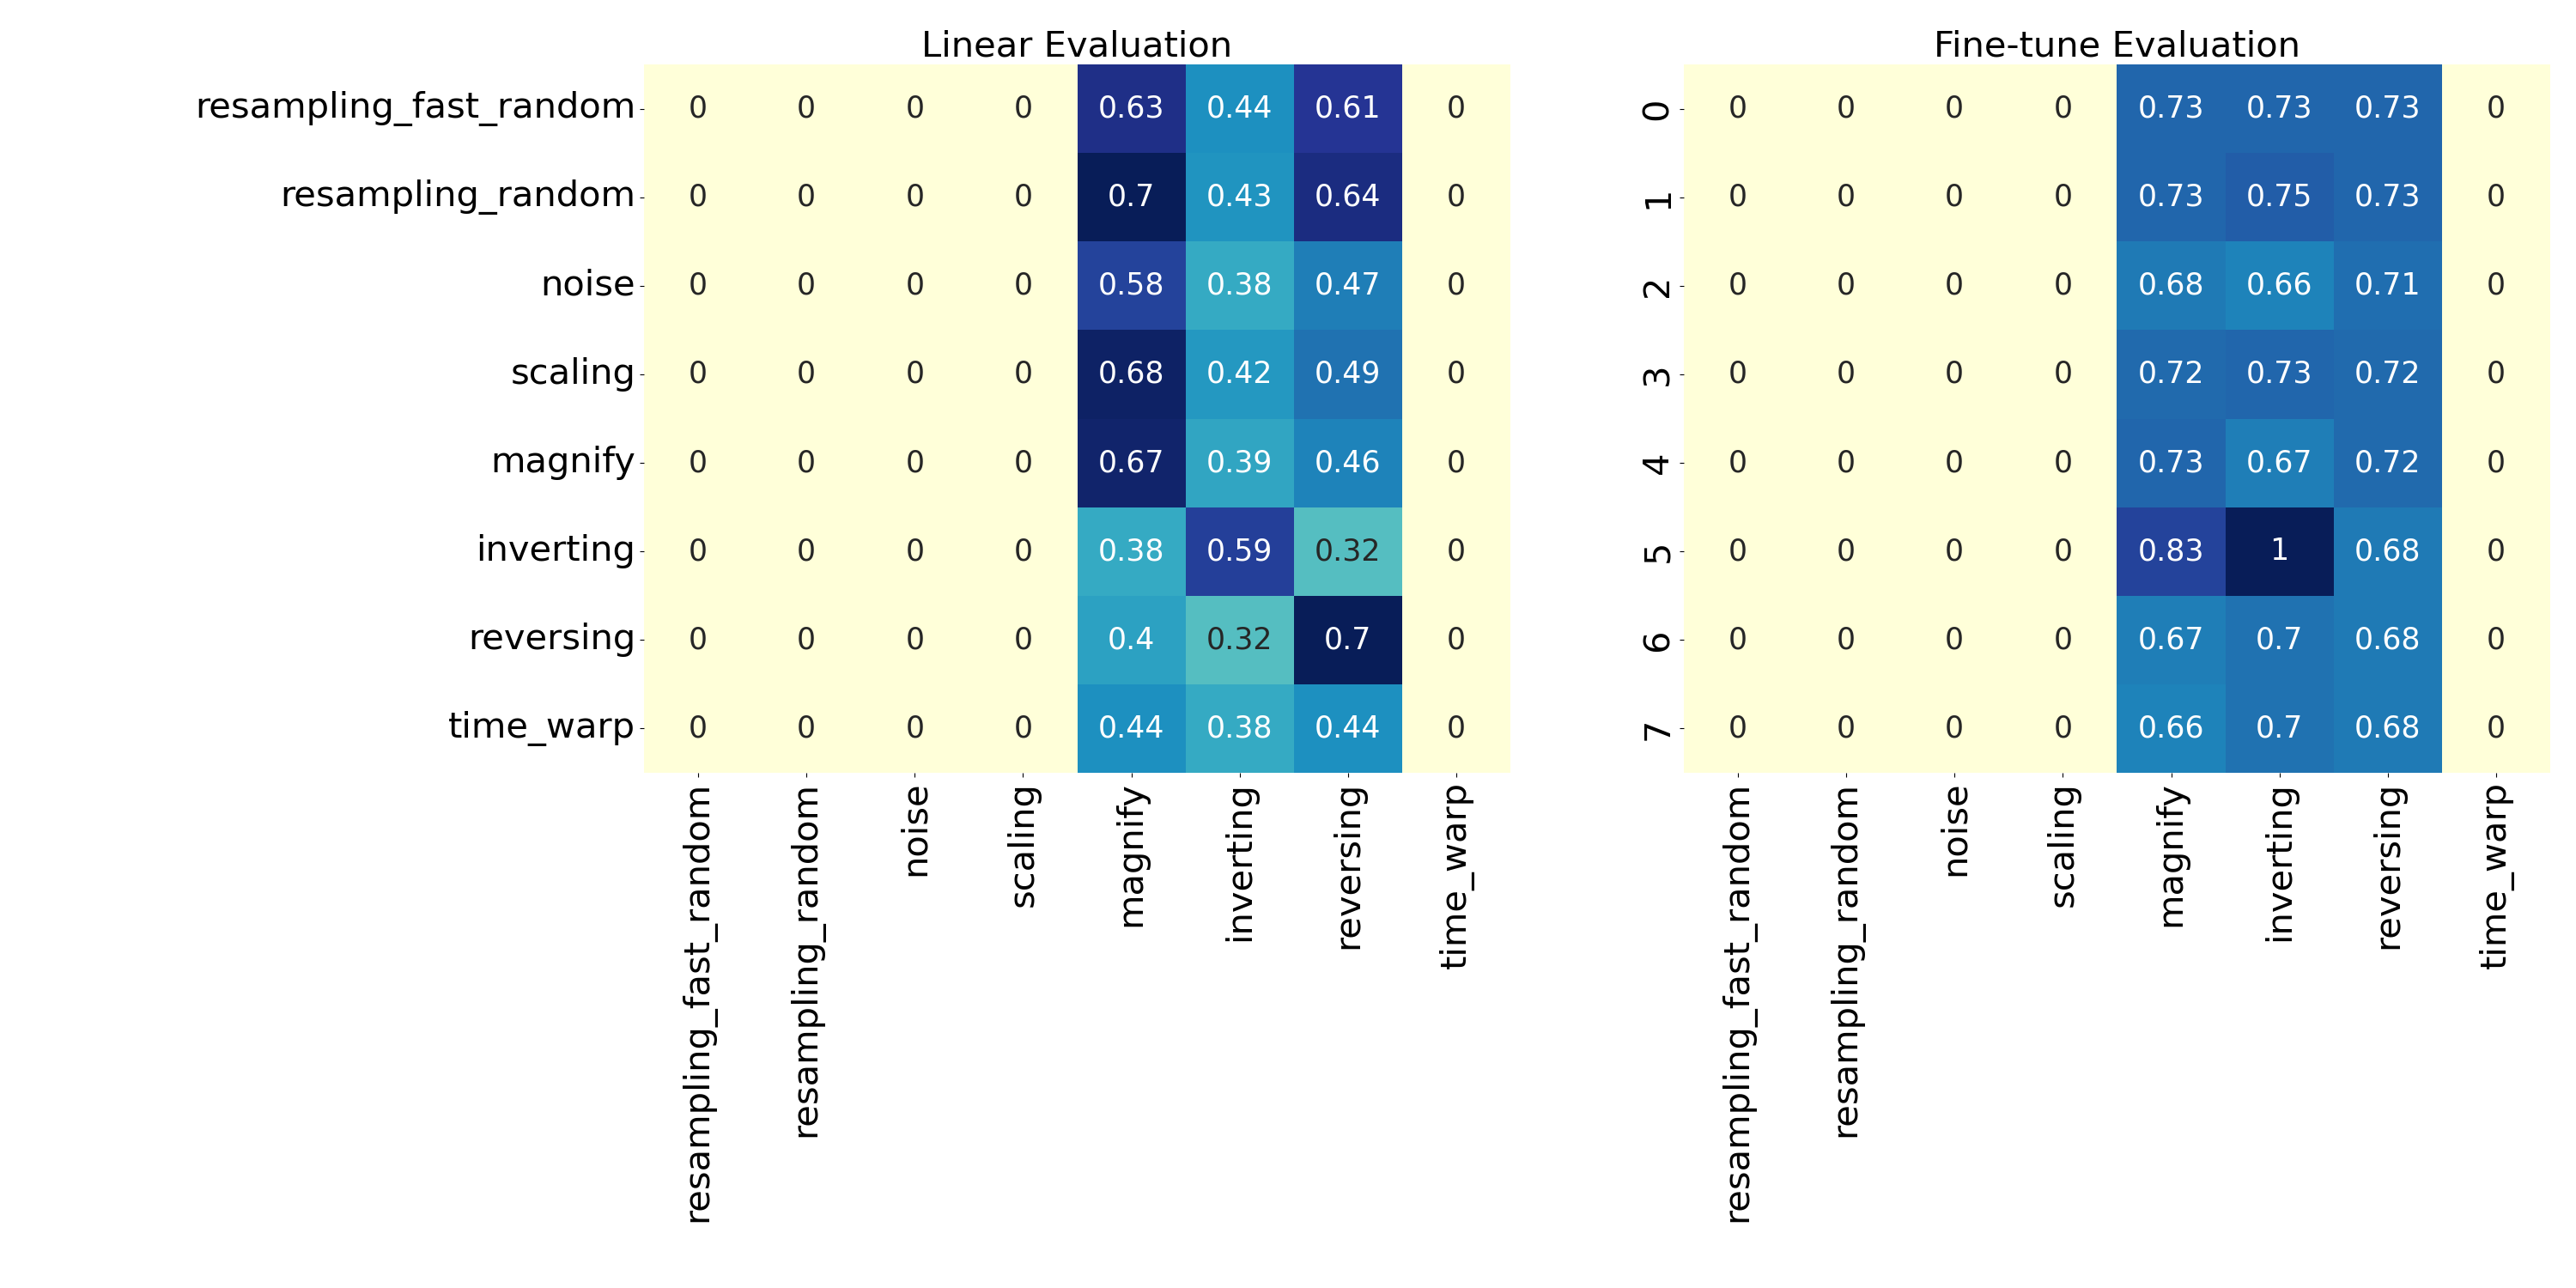 Linear Evaluation
resampling_fast_random 0 0 0 0 0.63 0.44 0.61 0
resampling_random 0 0 0 0 0.7 0.43 0.64 0
noise 0 0 0 0 0.58 0.38 0.47 0
scaling 0 0 0 0 0.68 0.42 0.49 0
magnify 0 0 0 0 0.67 0.39 0.46 0
inverting 0 0 0 0 0.38 0.59 0.32 0
reversing 0 0 0 0 0.4 0.32 0.7 0
time_warp 0 0 0 0 0.44 0.38 0.44 0
resampling_fast_random
resampling_random
noise
scaling
magnify
inverting
reversing
time_warp
Fine-tune Evaluation
0 0 0 0 0 0.73 0.73 0.73 0
1 0 0 0 0 0.73 0.75 0.73 0
2 0 0 0 0 0.68 0.66 0.71 0
3 0 0 0 0 0.72 0.73 0.72 0
4 0 0 0 0 0.73 0.67 0.72 0
5 0 0 0 0 0.83 1 0.68 0
6 0 0 0 0 0.67 0.7 0.68 0
7 0 0 0 0 0.66 0.7 0.68 0
resampling_fast_random
resampling_random
noise
scaling
magnify
inverting
reversing
time_warp